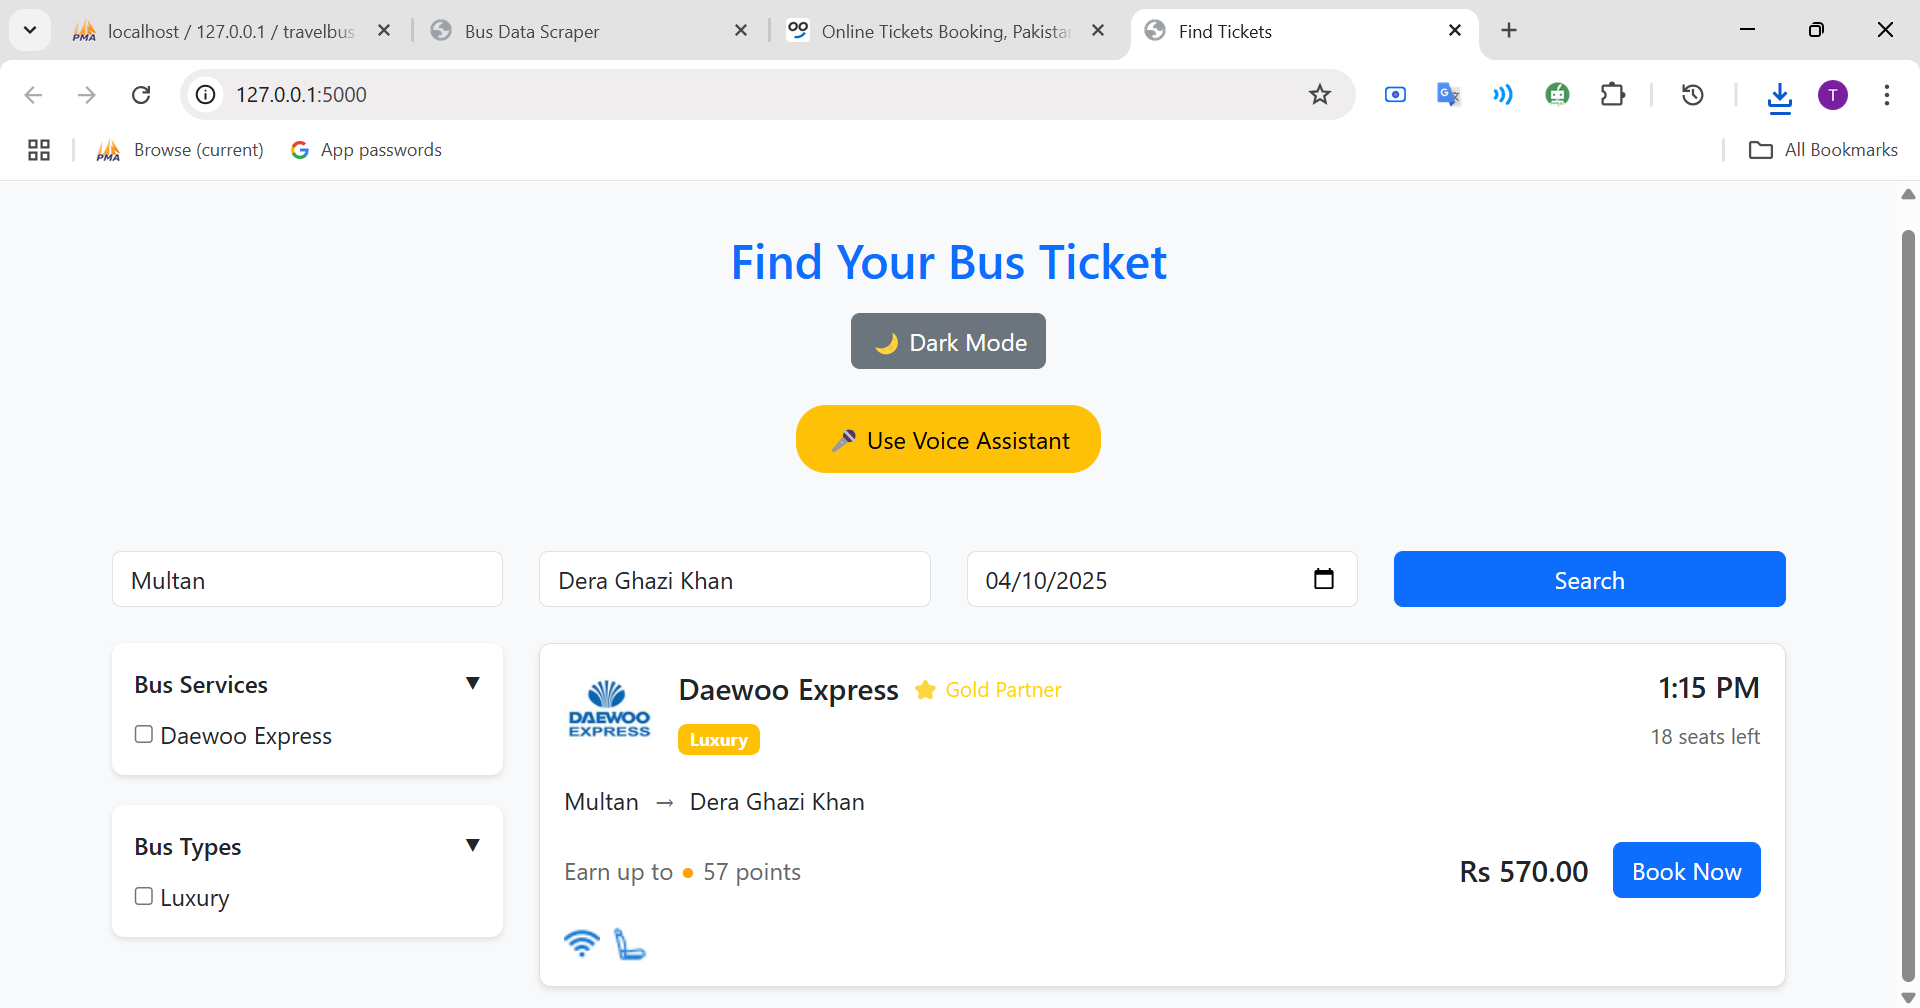 localhost / 127.0.0.1 / travelbus
Bus Data Scraper
Online Tickets Booking, Pakistan
Find Tickets
127.0.0.1:5000
T
PMA
Browse (current)
App passwords
All Bookmarks
Find Your Bus Ticket
Dark Mode
Use Voice Assistant
Multan
Dera Ghazi Khan
04/10/2025
Search
Bus Services ▼
Daewoo Express
Bus Types ▼
Luxury
DAEWOO
EXPRESS
Daewoo Express
Gold Partner
Luxury
1:15 PM
18 seats left
Multan → Dera Ghazi Khan
Earn up to ● 57 points
Rs 570.00
Book Now